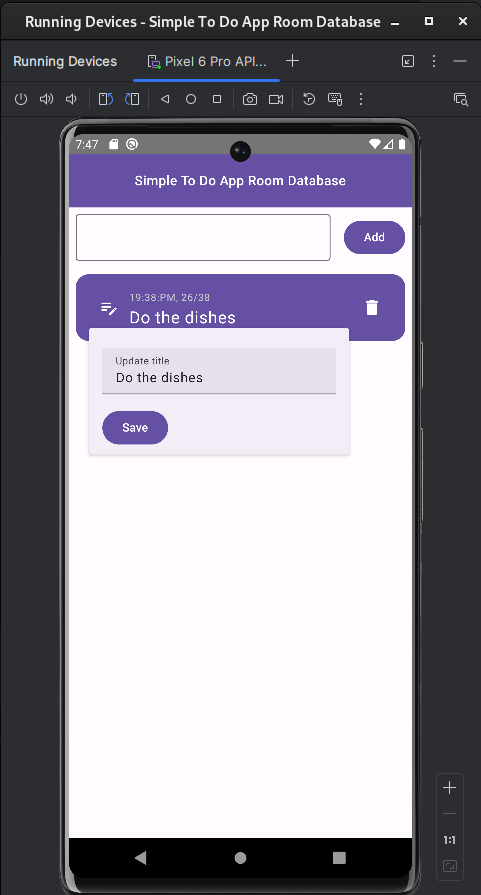 Running Devices - Simple To Do App Room Database
Running Devices
Pixel 6 Pro API...
7:47
Simple To Do App Room Database
Add
19:38:PM, 26/38
Do the dishes
Update title
Do the dishes
Save
1:1